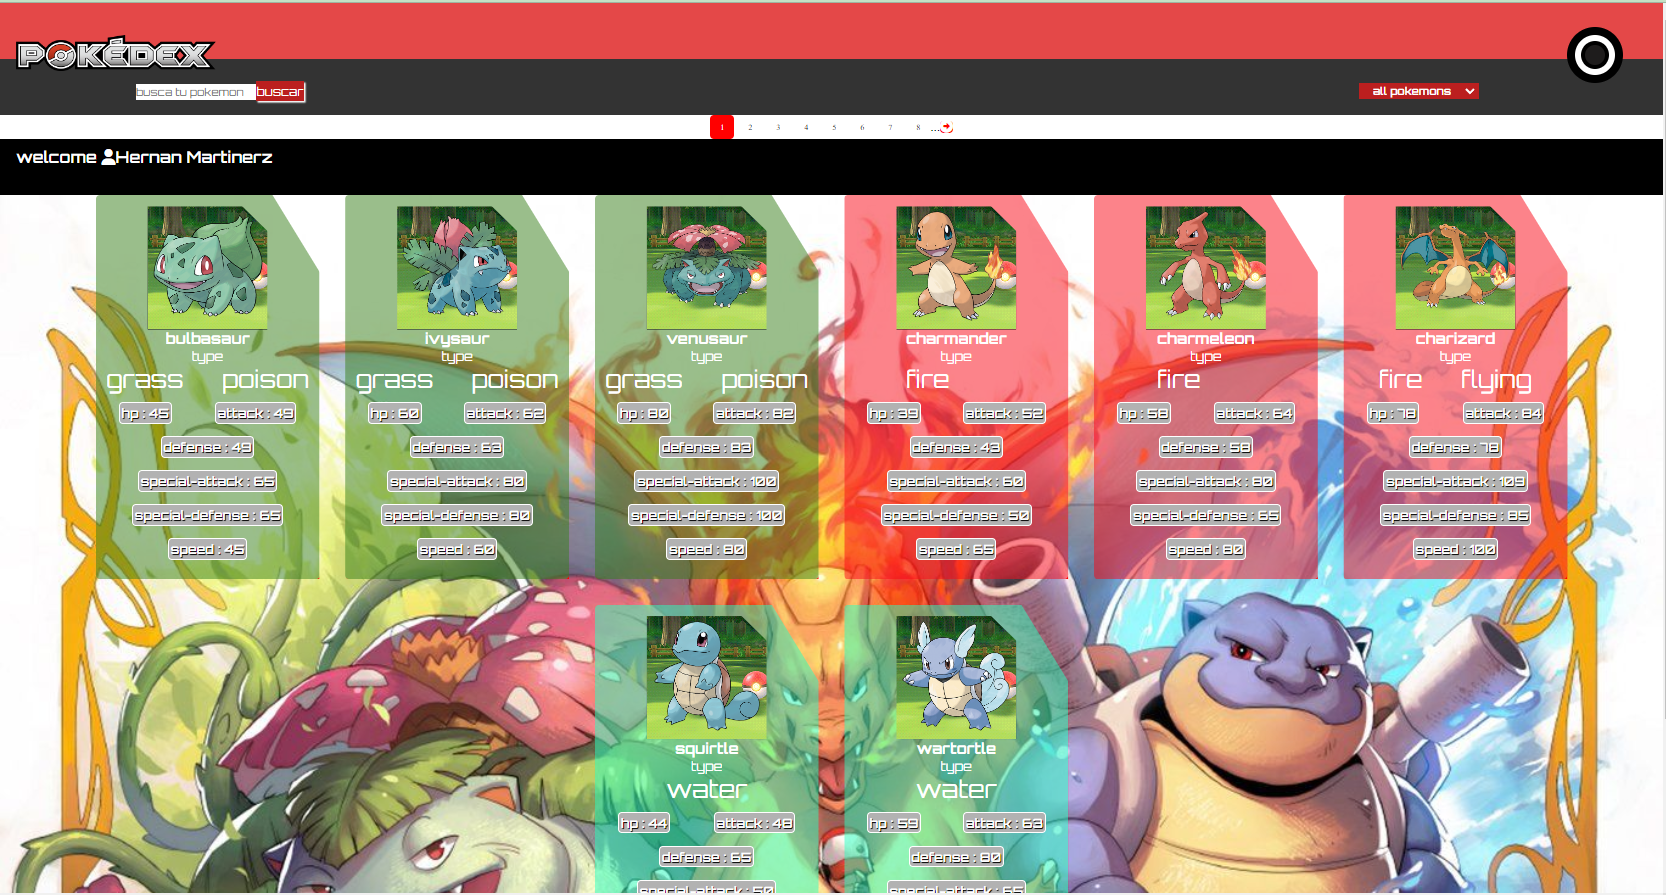 POKÉDEX
busca tu pokemon buscar all pokemons
1 2 3 4 5 6 7 8 ...
welcome Hernan Martinerz
bulbasaur
type
grass poison
hp : 45 attack : 49
defense : 49
special-attack : 65
special-defense : 65
speed : 45
ivysaur
type
grass poison
hp : 60 attack : 62
defense : 63
special-attack : 80
special-defense : 80
speed : 60
venusaur
type
grass poison
hp : 80 attack : 82
defense : 83
special-attack : 100
special-defense : 100
speed : 80
charmander
type
fire
hp : 39 attack : 52
defense : 43
special-attack : 60
special-defense : 50
speed : 65
charmeleon
type
fire
hp : 58 attack : 64
defense : 58
special-attack : 80
special-defense : 65
speed : 80
charizard
type
fire flying
hp : 78 attack : 84
defense : 78
special-attack : 109
special-defense : 85
speed : 100
squirtle
type
water
hp : 44 attack : 48
defense : 65
special-attack : 50
wartortle
type
water
hp : 59 attack : 63
defense : 80
special-attack : 65